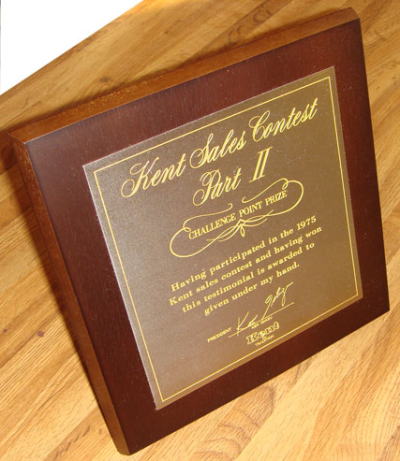 Kent Sales Contest
Part II
CHALLENGE POINT PRIZE
Having participated in the 1975
Kent sales contest and having won
this testimonial is awarded to
given under my hand.
PRESIDENT